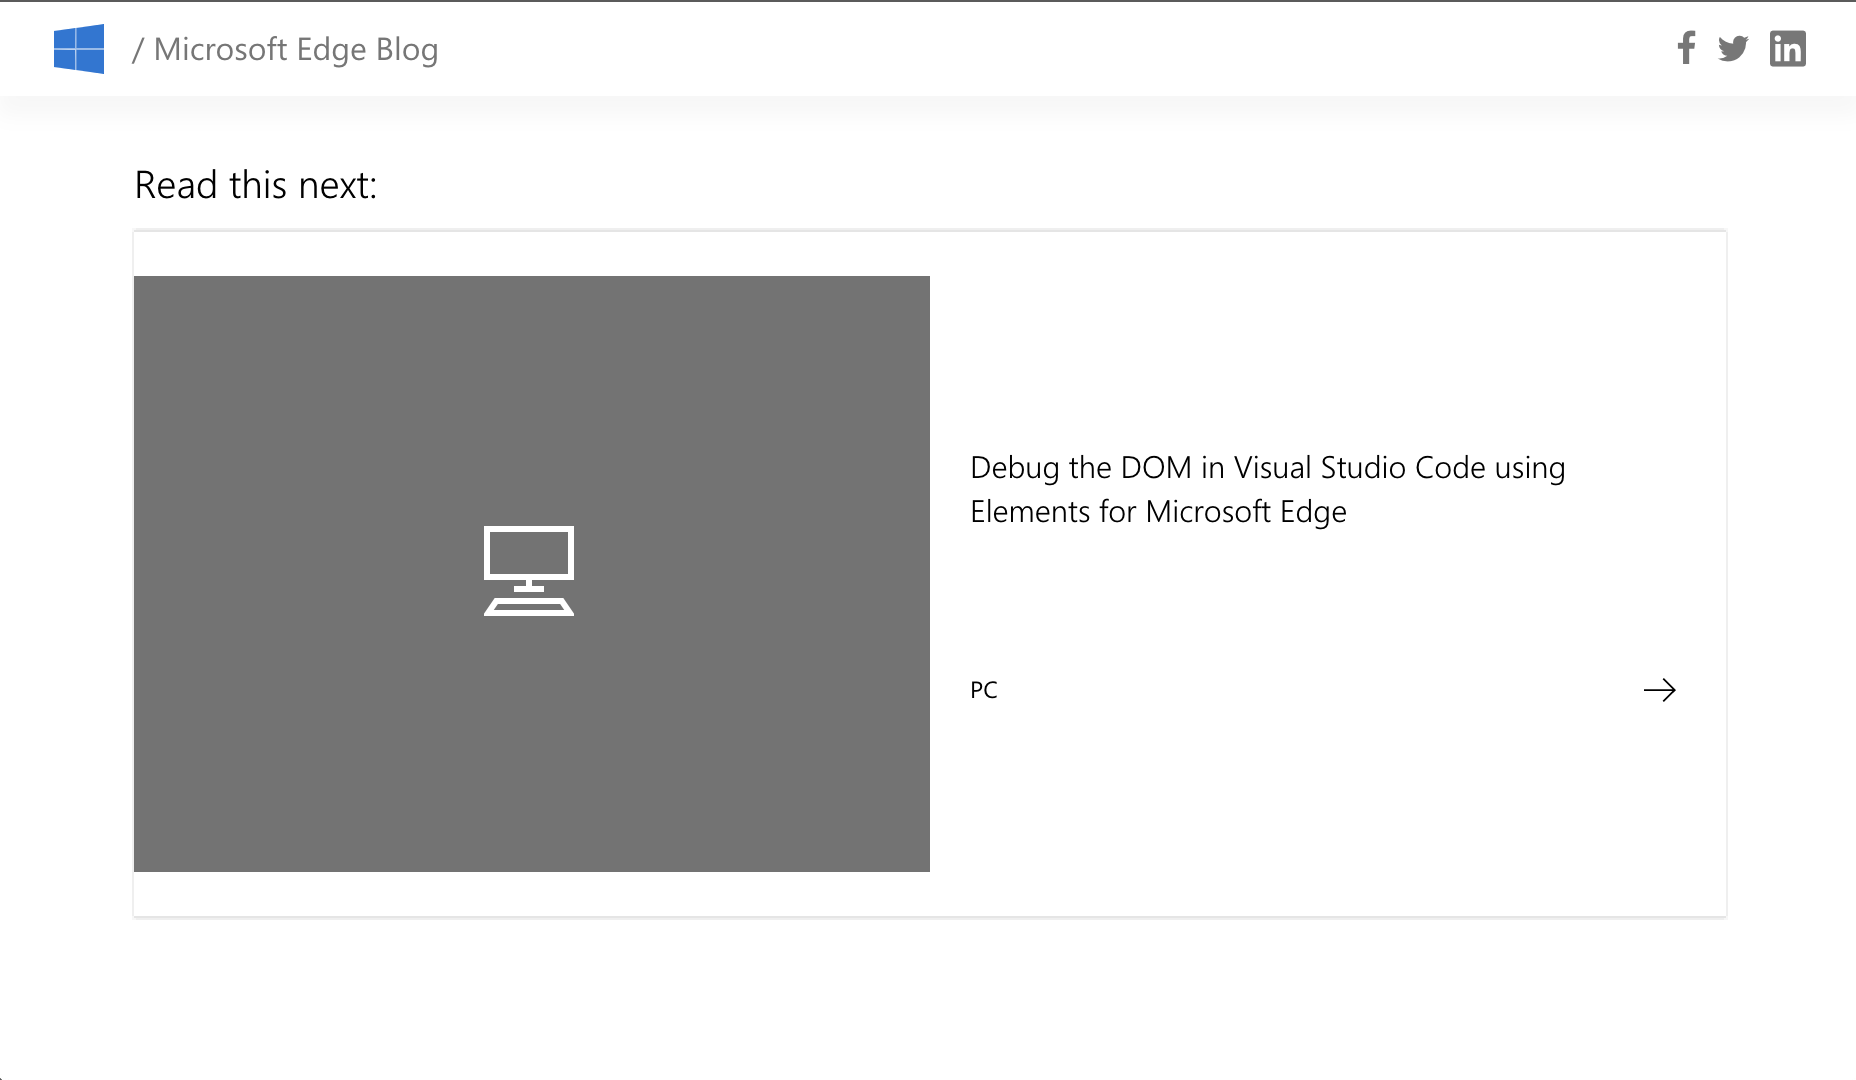 / Microsoft Edge Blog
Read this next:
Debug the DOM in Visual Studio Code using
Elements for Microsoft Edge
PC